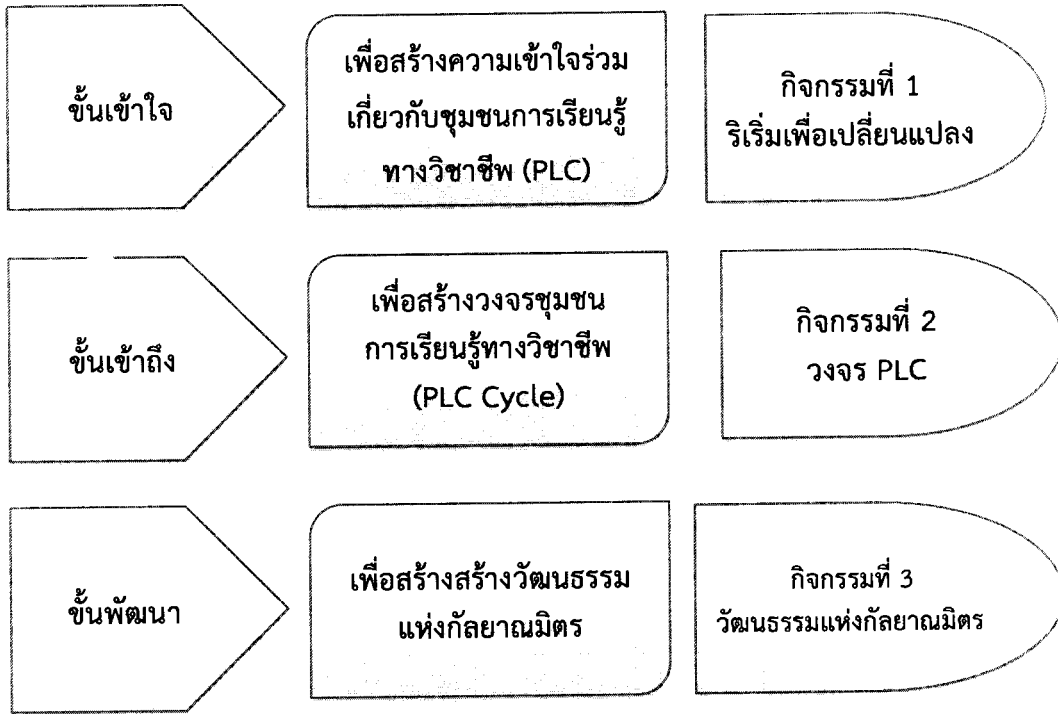 ขั้นเข้าใจ
เพื่อสร้างความเข้าใจร่วม
เกี่ยวกับชุมชนการเรียนรู้
ทางวิชาชีพ (PLC)
กิจกรรมที่ 1
ริเริ่มเพื่อเปลี่ยนแปลง
ขั้นเข้าถึง
เพื่อสร้างวงจรชุมชน
การเรียนรู้ทางวิชาชีพ
(PLC Cycle)
กิจกรรมที่ 2
วงจร PLC
ขั้นพัฒนา
เพื่อสร้างสร้างวัฒนธรรม
แห่งกัลยาณมิตร
กิจกรรมที่ 3
วัฒนธรรมแห่งกัลยาณมิตร